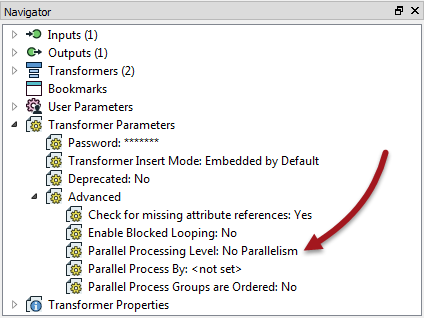 Navigator
Inputs (1)
Outputs (1)
Transformers (2)
Bookmarks
User Parameters
Transformer Parameters
Password: *******
Transformer Insert Mode: Embedded by Default
Deprecated: No
Advanced
Check for missing attribute references: Yes
Enable Blocked Looping: No
Parallel Processing Level: No Parallelism
Parallel Process By: <not set>
Parallel Process Groups are Ordered: No
Transformer Properties